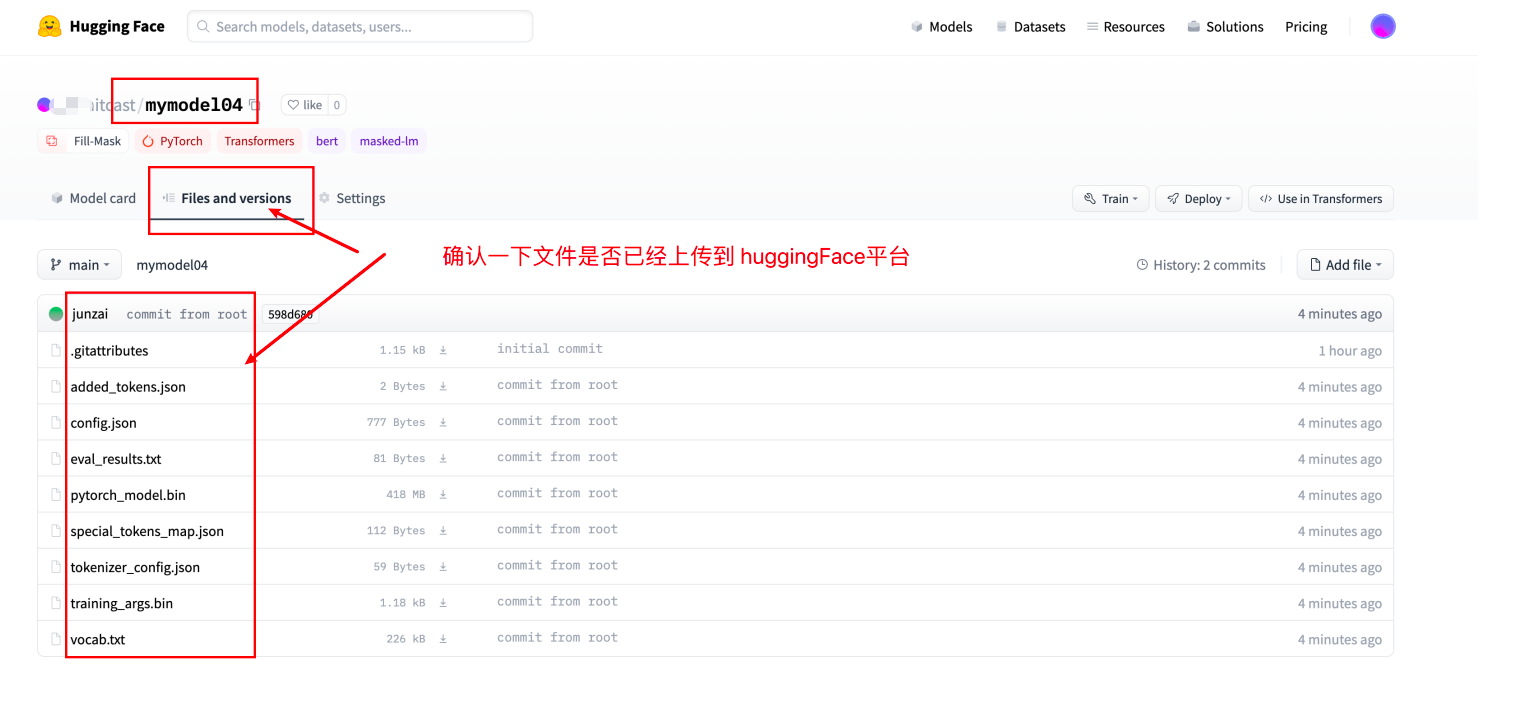 Hugging Face Search models, datasets, users... Models Datasets Resources Solutions Pricing
itcast/mymodel04 like 0
Fill-Mask PyTorch Transformers bert masked-lm
Model card Files and versions Settings Train Deploy </> Use in Transformers
确认一下文件是否已经上传到 huggingFace平台
main mymodel04 History: 2 commits Add file
junzai commit from root 598d680 4 minutes ago
.gitattributes 1.15 kB initial commit 1 hour ago
added_tokens.json 2 Bytes commit from root 4 minutes ago
config.json 777 Bytes commit from root 4 minutes ago
eval_results.txt 81 Bytes commit from root 4 minutes ago
pytorch_model.bin 418 MB commit from root 4 minutes ago
special_tokens_map.json 112 Bytes commit from root 4 minutes ago
tokenizer_config.json 59 Bytes commit from root 4 minutes ago
training_args.bin 1.18 kB commit from root 4 minutes ago
vocab.txt 226 kB commit from root 4 minutes ago